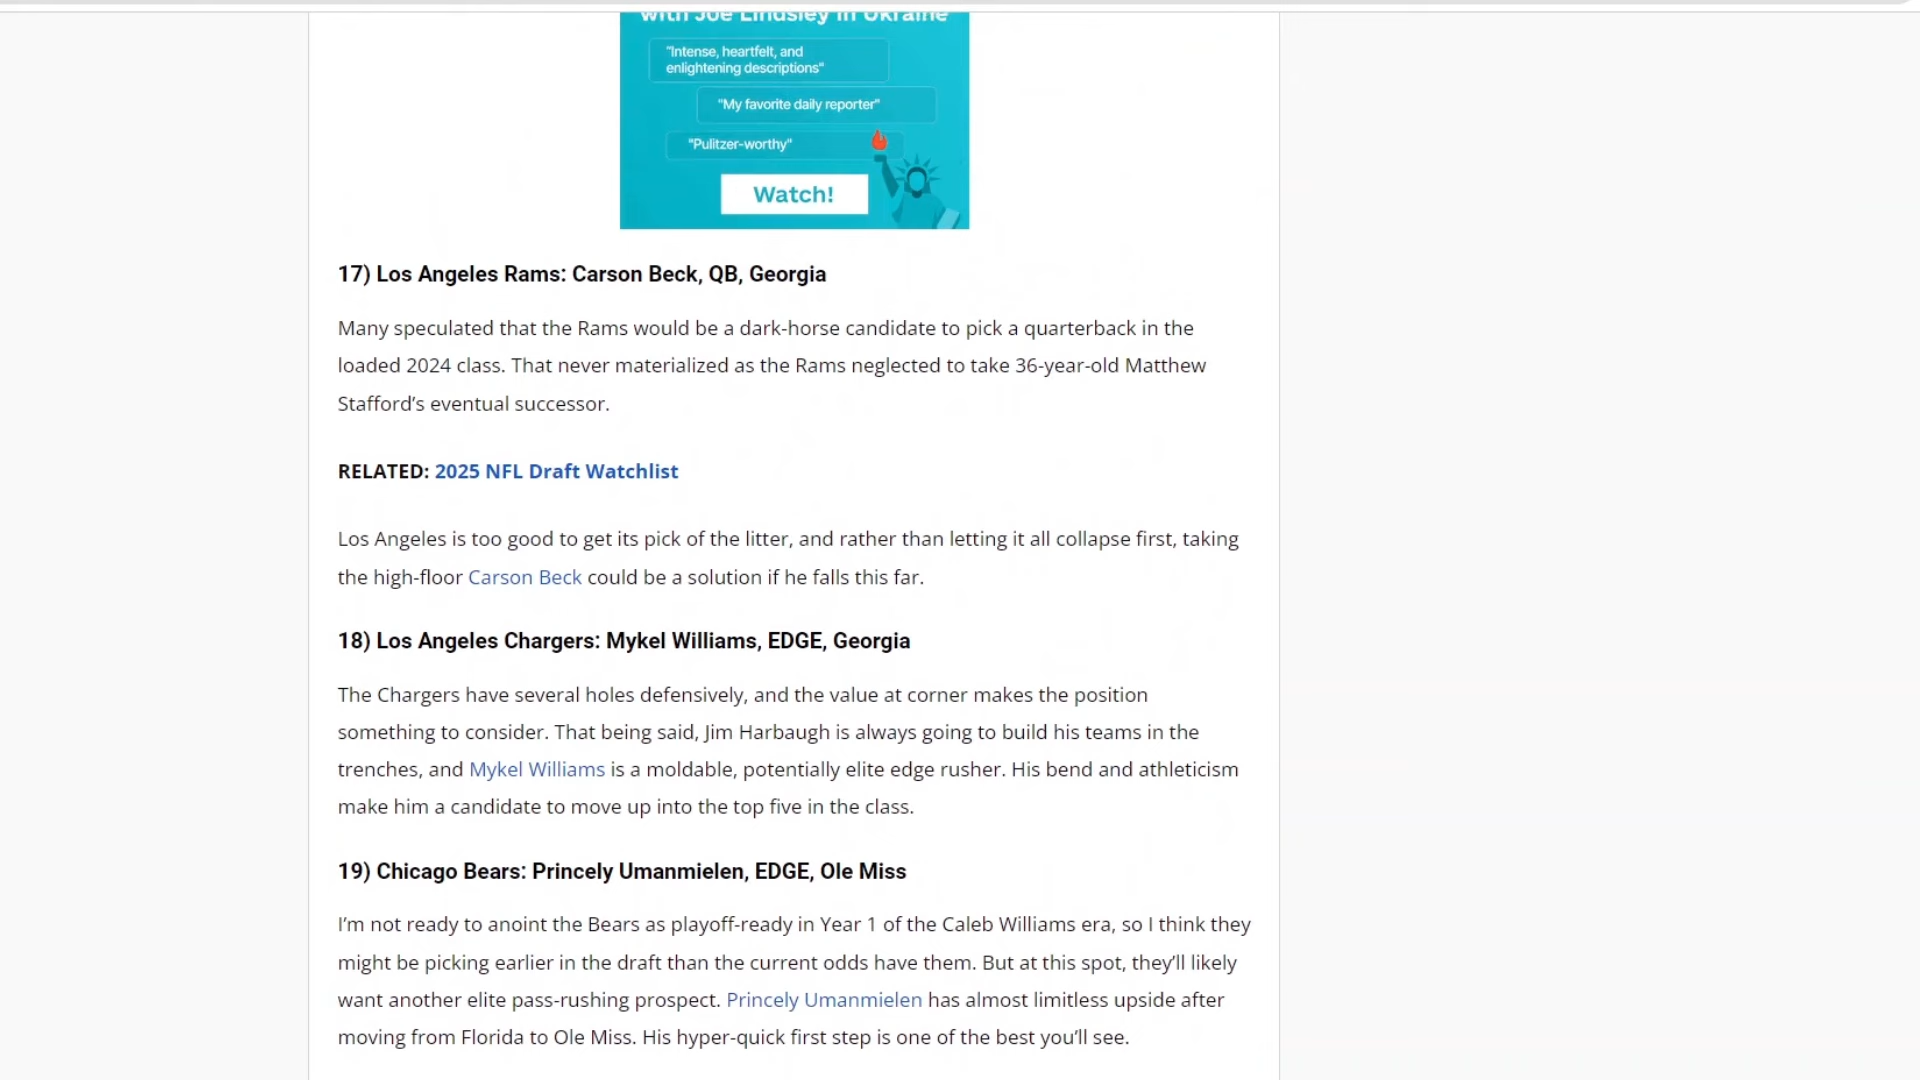 with Joe Lindsley in Ukraine
"Intense, heartfelt, and
enlightening descriptions"
"My favorite daily reporter"
"Pulitzer-worthy"
Watch!
17) Los Angeles Rams: Carson Beck, QB, Georgia
Many speculated that the Rams would be a dark-horse candidate to pick a quarterback in the
loaded 2024 class. That never materialized as the Rams neglected to take 36-year-old Matthew
Stafford’s eventual successor.
RELATED: 2025 NFL Draft Watchlist
Los Angeles is too good to get its pick of the litter, and rather than letting it all collapse first, taking
the high-floor Carson Beck could be a solution if he falls this far.
18) Los Angeles Chargers: Mykel Williams, EDGE, Georgia
The Chargers have several holes defensively, and the value at corner makes the position
something to consider. That being said, Jim Harbaugh is always going to build his teams in the
trenches, and Mykel Williams is a moldable, potentially elite edge rusher. His bend and athleticism
make him a candidate to move up into the top five in the class.
19) Chicago Bears: Princely Umanmielen, EDGE, Ole Miss
I’m not ready to anoint the Bears as playoff-ready in Year 1 of the Caleb Williams era, so I think they
might be picking earlier in the draft than the current odds have them. But at this spot, they’ll likely
want another elite pass-rushing prospect. Princely Umanmielen has almost limitless upside after
moving from Florida to Ole Miss. His hyper-quick first step is one of the best you’ll see.